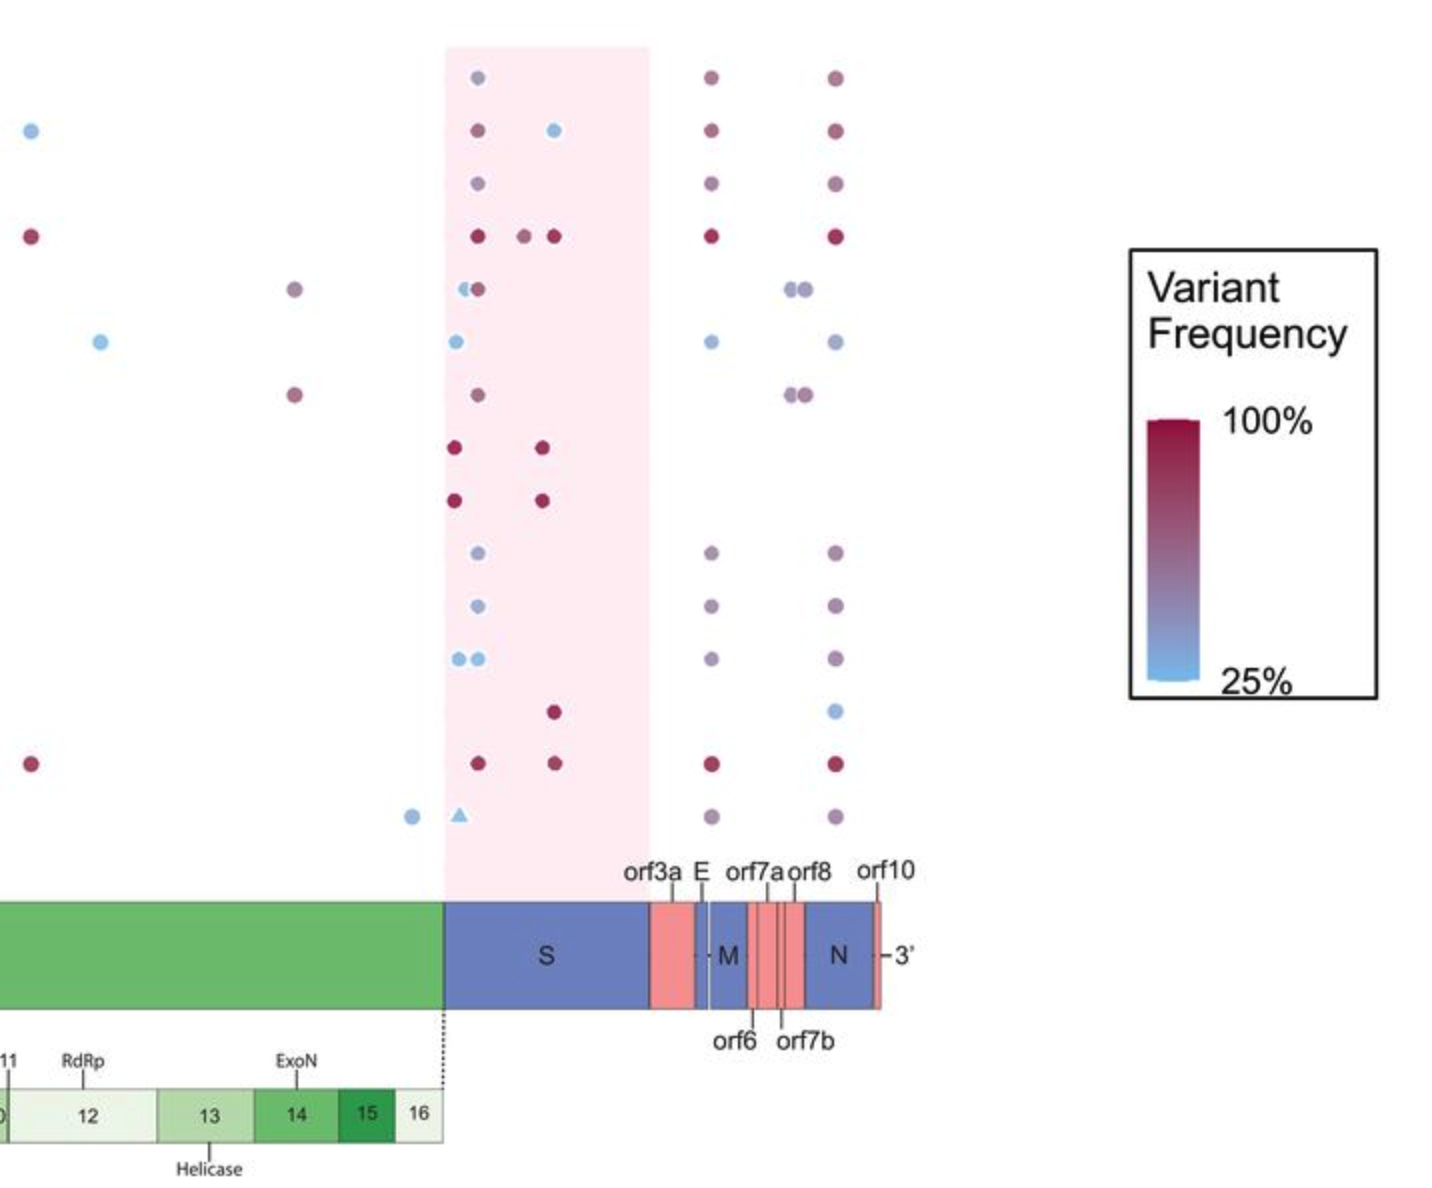 Variant
Frequency
100%
25%
orf3a E orf7a orf8 orf10
S M N 3’
orf6 orf7b
11 RdRp ExoN
0 12 13 14 15 16
Helicase